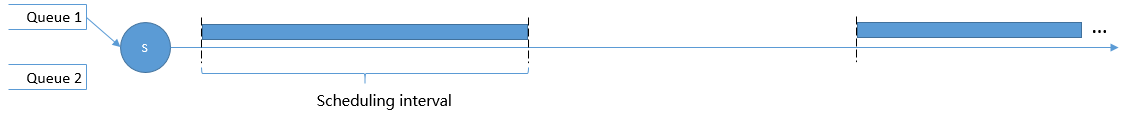 Queue 1
S
...
Queue 2
Scheduling interval